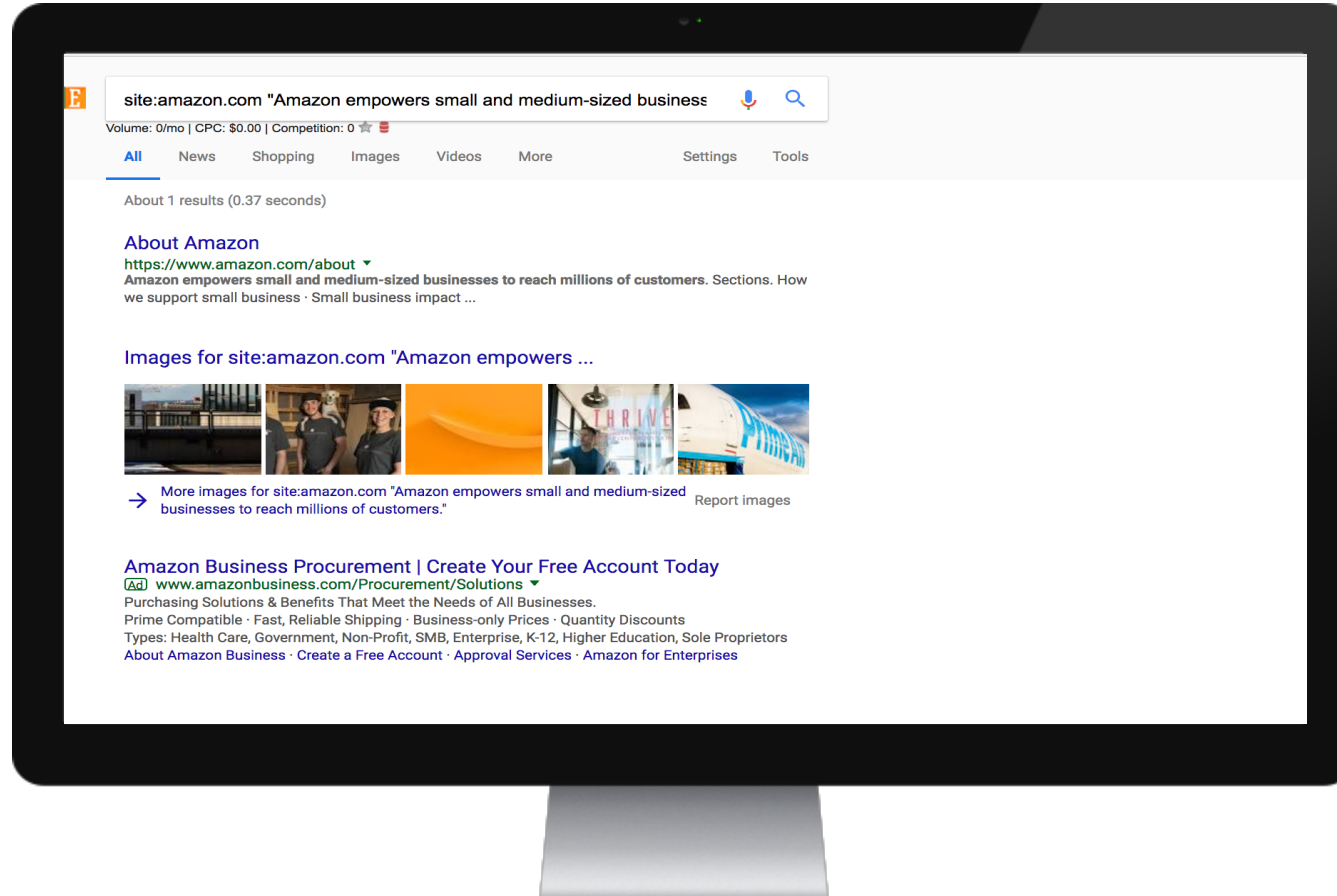 E
site:amazon.com "Amazon empowers small and medium-sized business
Volume: 0/mo | CPC: $0.00 | Competition: 0
All News Shopping Images Videos More Settings Tools
About 1 results (0.37 seconds)
About Amazon
https://www.amazon.com/about
Amazon empowers small and medium-sized businesses to reach millions of customers. Sections. How
we support small business · Small business impact ...
Images for site:amazon.com "Amazon empowers ...
THRIVE
PrimeAir
More images for site:amazon.com "Amazon empowers small and medium-sized
businesses to reach millions of customers."
Report images
Amazon Business Procurement | Create Your Free Account Today
Ad www.amazonbusiness.com/Procurement/Solutions
Purchasing Solutions & Benefits That Meet the Needs of All Businesses.
Prime Compatible · Fast, Reliable Shipping · Business-only Prices · Quantity Discounts
Types: Health Care, Government, Non-Profit, SMB, Enterprise, K-12, Higher Education, Sole Proprietors
About Amazon Business · Create a Free Account · Approval Services · Amazon for Enterprises